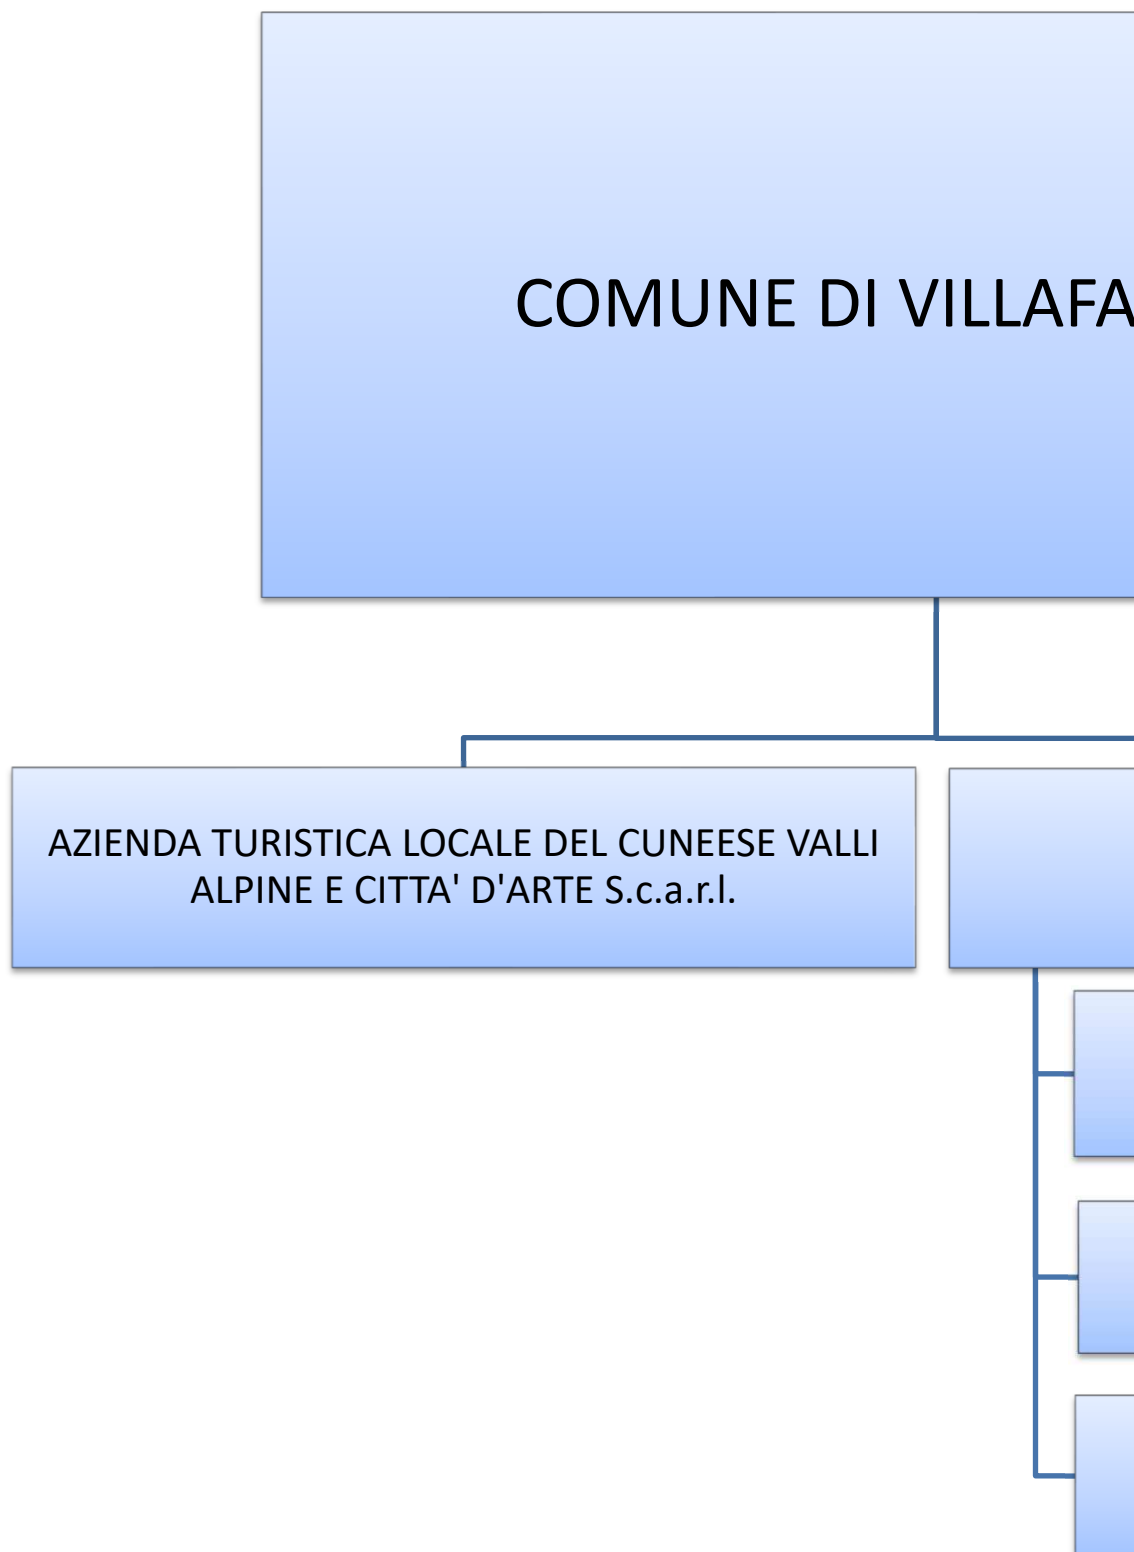 COMUNE DI VILLAFA
AZIENDA TURISTICA LOCALE DEL CUNEESE VALLI
ALPINE E CITTA' D'ARTE S.c.a.r.l.